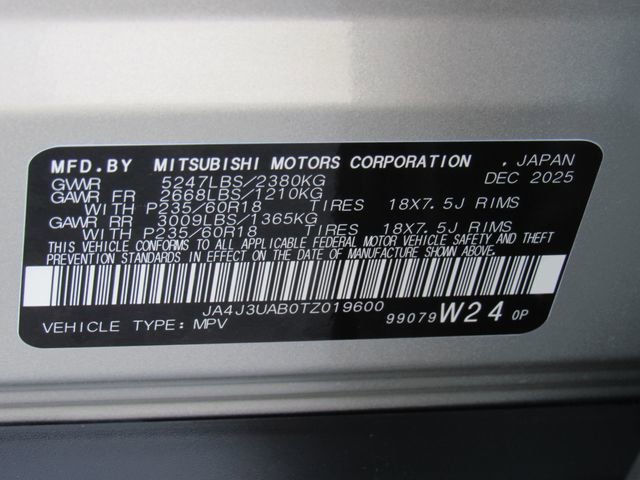 MFD.BY MITSUBISHI MOTORS CORPORATION . JAPAN
GVWR 5247LBS/2380KG DEC 2025
GAWR FR 2668LBS/1210KG
WITH P235/60R18 TIRES 18X7.5J RIMS
GAWR RR 3009LBS/1365KG
WITH P235/60R18 TIRES 18X7.5J RIMS
THIS VEHICLE CONFORMS TO ALL APPLICABLE FEDERAL MOTOR VEHICLE SAFETY AND THEFT
PREVENTION STANDARDS IN EFFECT ON THE DATE OF MANUFACTURE SHOWN ABOVE.
JA4J3UAB0TZ019600
VEHICLE TYPE: MPV 99079 W24 0P